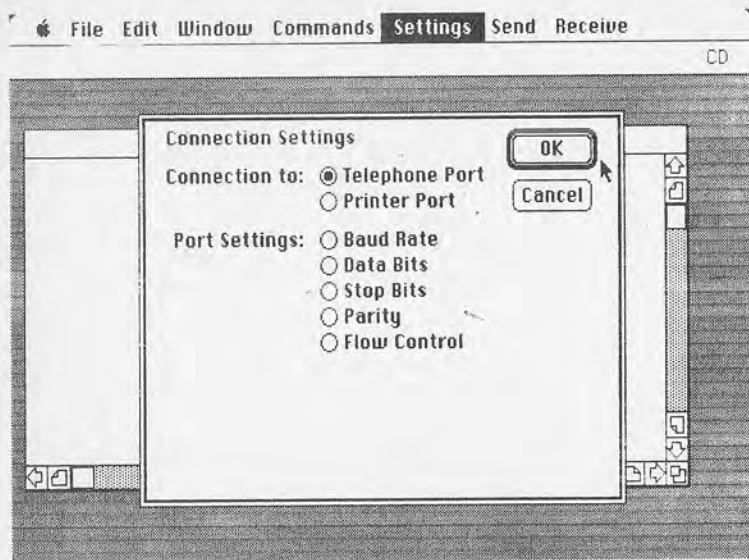 File Edit Window Commands Settings Send Receive
CD
Connection Settings
OK
Connection to: Telephone Port
Printer Port
Cancel
Port Settings: Baud Rate
Data Bits
Stop Bits
Parity
Flow Control